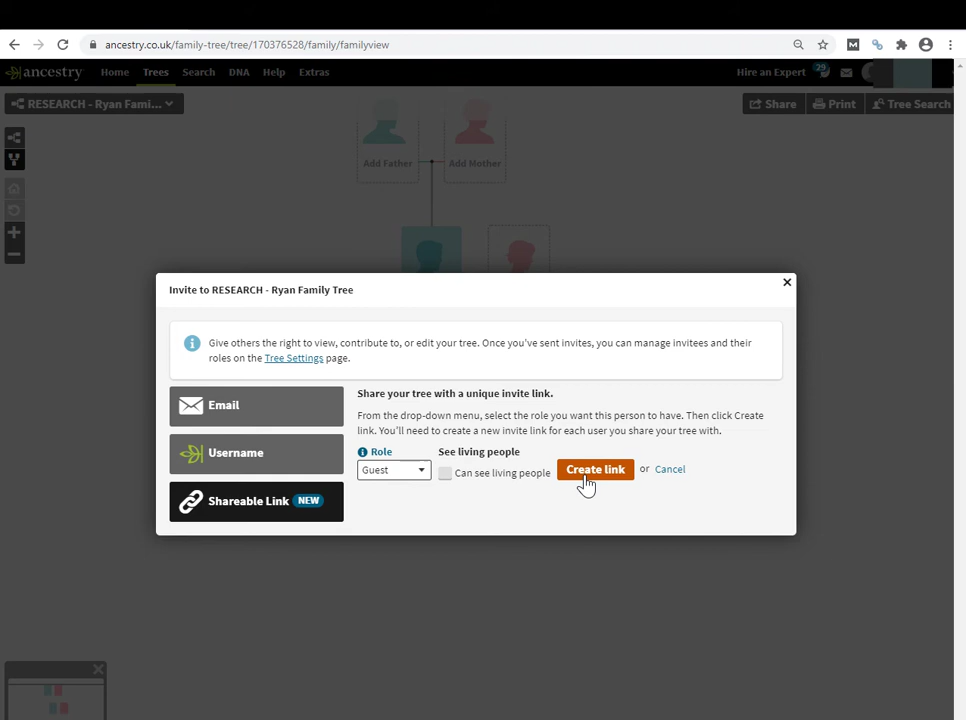 ancestry.co.uk/family-tree/tree/170376528/family/familyview
ancestry Home Trees Search DNA Help Extras Hire an Expert 29
RESEARCH - Ryan Fami... Share Print Tree Search
Add Father Add Mother
Invite to RESEARCH - Ryan Family Tree
Give others the right to view, contribute to, or edit your tree. Once you've sent invites, you can manage invitees and their
roles on the Tree Settings page.
Email
Username
Shareable Link NEW
Share your tree with a unique invite link.
From the drop-down menu, select the role you want this person to have. Then click Create
link. You'll need to create a new invite link for each user you share your tree with.
Role See living people
Guest Can see living people Create link or Cancel